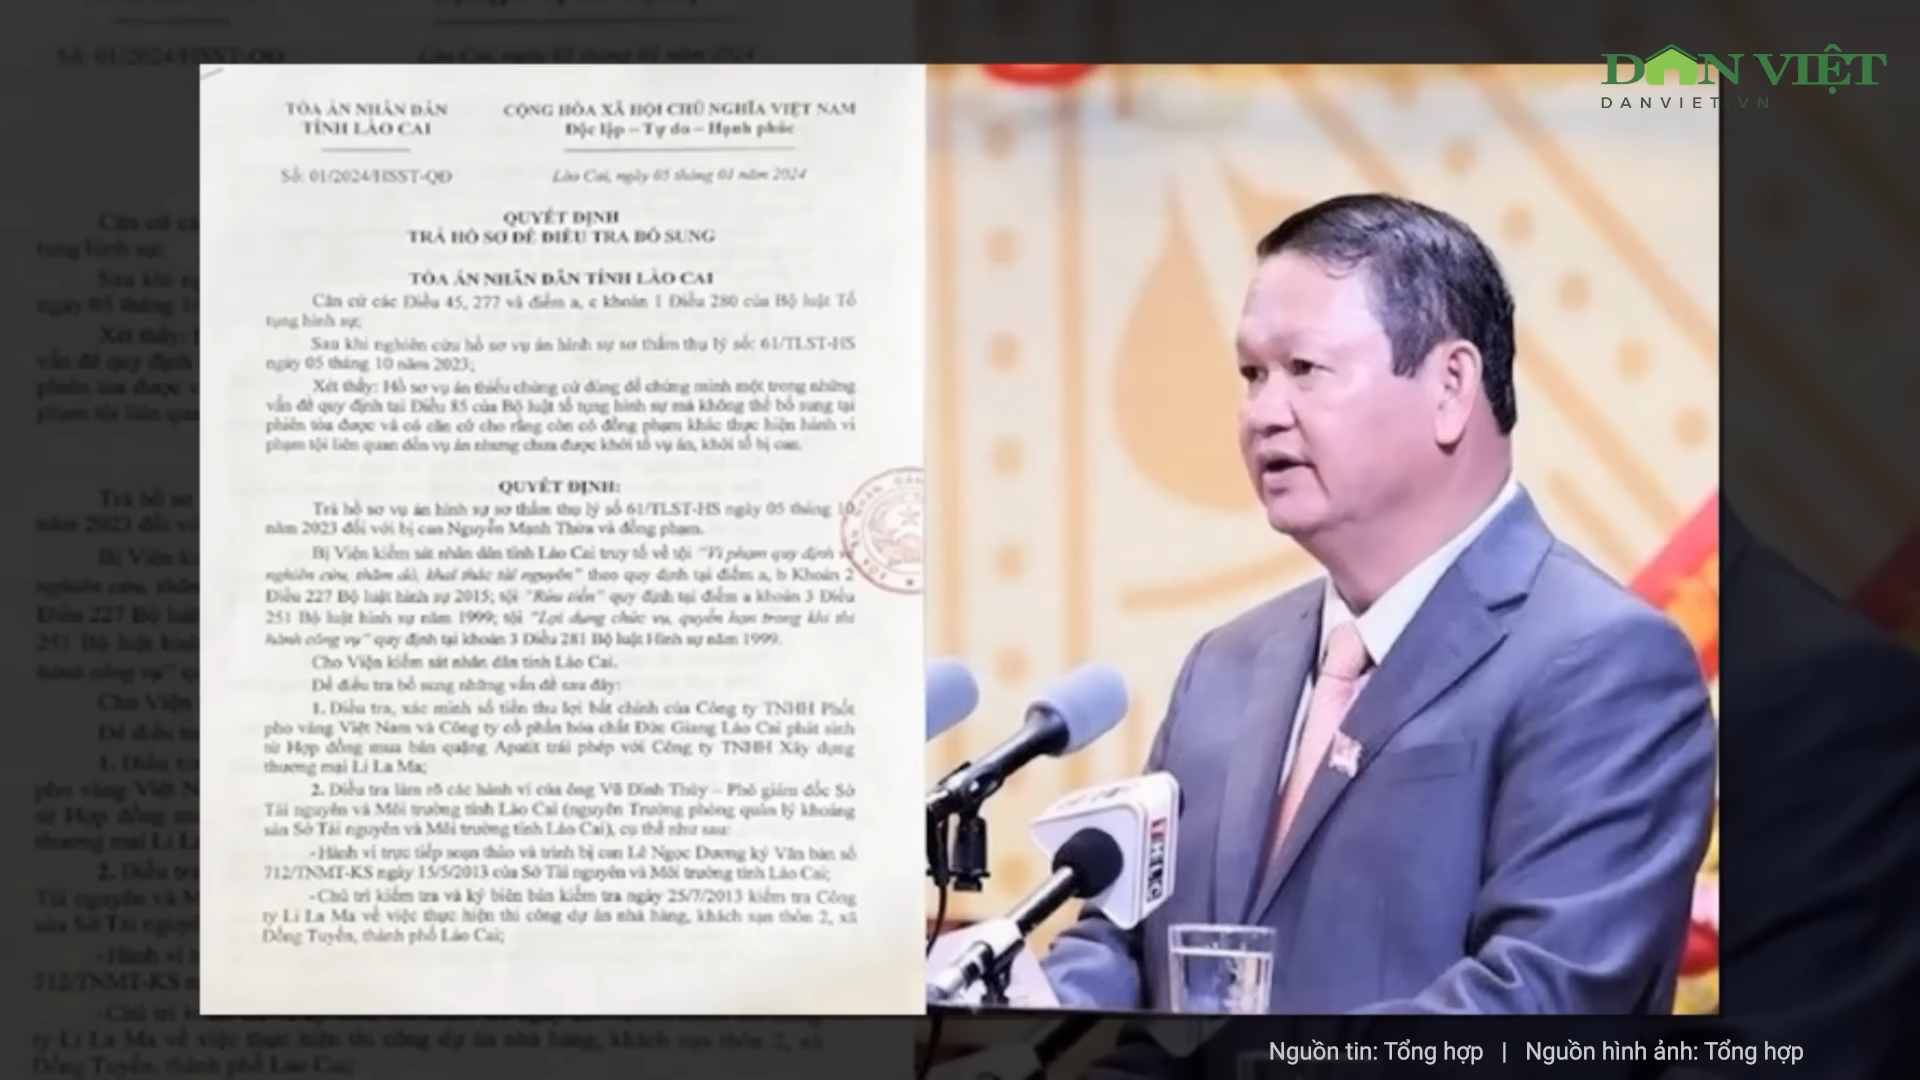 DÂN VIỆT
DANVIET.VN
TÒA ÁN NHÂN DÂN
TỈNH LÀO CAI
CỘNG HÒA XÃ HỘI CHỦ NGHĨA VIỆT NAM
Độc lập – Tự do – Hạnh phúc
Số: 01/2024/HSST-QĐ
Lào Cai, ngày 05 tháng 01 năm 2024
QUYẾT ĐỊNH
TRẢ HỒ SƠ ĐỂ ĐIỀU TRA BỔ SUNG
TÒA ÁN NHÂN DÂN TỈNH LÀO CAI
Căn cứ các Điều 45, 277 và điểm a, c khoản 1 Điều 280 của Bộ luật Tố
tụng hình sự;
Sau khi nghiên cứu hồ sơ vụ án hình sự sơ thẩm thụ lý số: 61/TLST-HS
ngày 05 tháng 10 năm 2023;
Xét thấy: Hồ sơ vụ án thiếu chứng cứ dùng để chứng minh một trong những
vấn đề quy định tại Điều 85 của Bộ luật tố tụng hình sự mà không thể bổ sung tại
phiên tòa được và có căn cứ cho rằng còn có đồng phạm khác thực hiện hành vi
phạm tội liên quan đến vụ án nhưng chưa được khởi tố vụ án, khởi tố bị can.
QUYẾT ĐỊNH:
Trả hồ sơ vụ án hình sự sơ thẩm thụ lý số 61/TLST-HS ngày 05 tháng 10
năm 2023 đối với bị can Nguyễn Mạnh Thừa và đồng phạm.
Bị Viện kiểm sát nhân dân tỉnh Lào Cai truy tố về tội "Vi phạm quy định về
nghiên cứu, thăm dò, khai thác tài nguyên" theo quy định tại điểm a, b Khoản 2
Điều 227 Bộ luật hình sự 2015; tội "Rửa tiền" quy định tại điểm a khoản 3 Điều
251 Bộ luật hình sự năm 1999; tội "Lợi dụng chức vụ, quyền hạn trong khi thi
hành công vụ" quy định tại khoản 3 Điều 281 Bộ luật Hình sự năm 1999.
Cho Viện kiểm sát nhân dân tỉnh Lào Cai.
Để điều tra bổ sung những vấn đề sau đây:
1. Điều tra, xác minh số tiền thu lợi bất chính của Công ty TNHH Phốt
pho vàng Việt Nam và Công ty cổ phần hóa chất Đức Giang Lào Cai phát sinh
từ Hợp đồng mua bán quặng Apatit trái phép với Công ty TNHH Xây dựng
thương mại Li La Ma;
2. Điều tra làm rõ các hành vi của ông Vũ Đình Thủy – Phó giám đốc Sở
Tài nguyên và Môi trường tỉnh Lào Cai (nguyên Trưởng phòng quản lý khoáng
sản Sở Tài nguyên và Môi trường tỉnh Lào Cai), cụ thể như sau:
-Hành vi trực tiếp soạn thảo và trình bị can Lê Ngọc Dương ký Văn bản số
712/TNMT-KS ngày 15/5/2013 của Sở Tài nguyên và Môi trường tỉnh Lào Cai;
-Chủ trì kiểm tra và ký biên bản kiểm tra ngày 25/7/2013 kiểm tra Công
ty Li La Ma về việc thực hiện thi công dự án nhà hàng, khách sạn thôn 2, xã
Đồng Tuyển, thành phố Lào Cai;
Nguồn tin: Tổng hợp | Nguồn hình ảnh: Tổng hợp